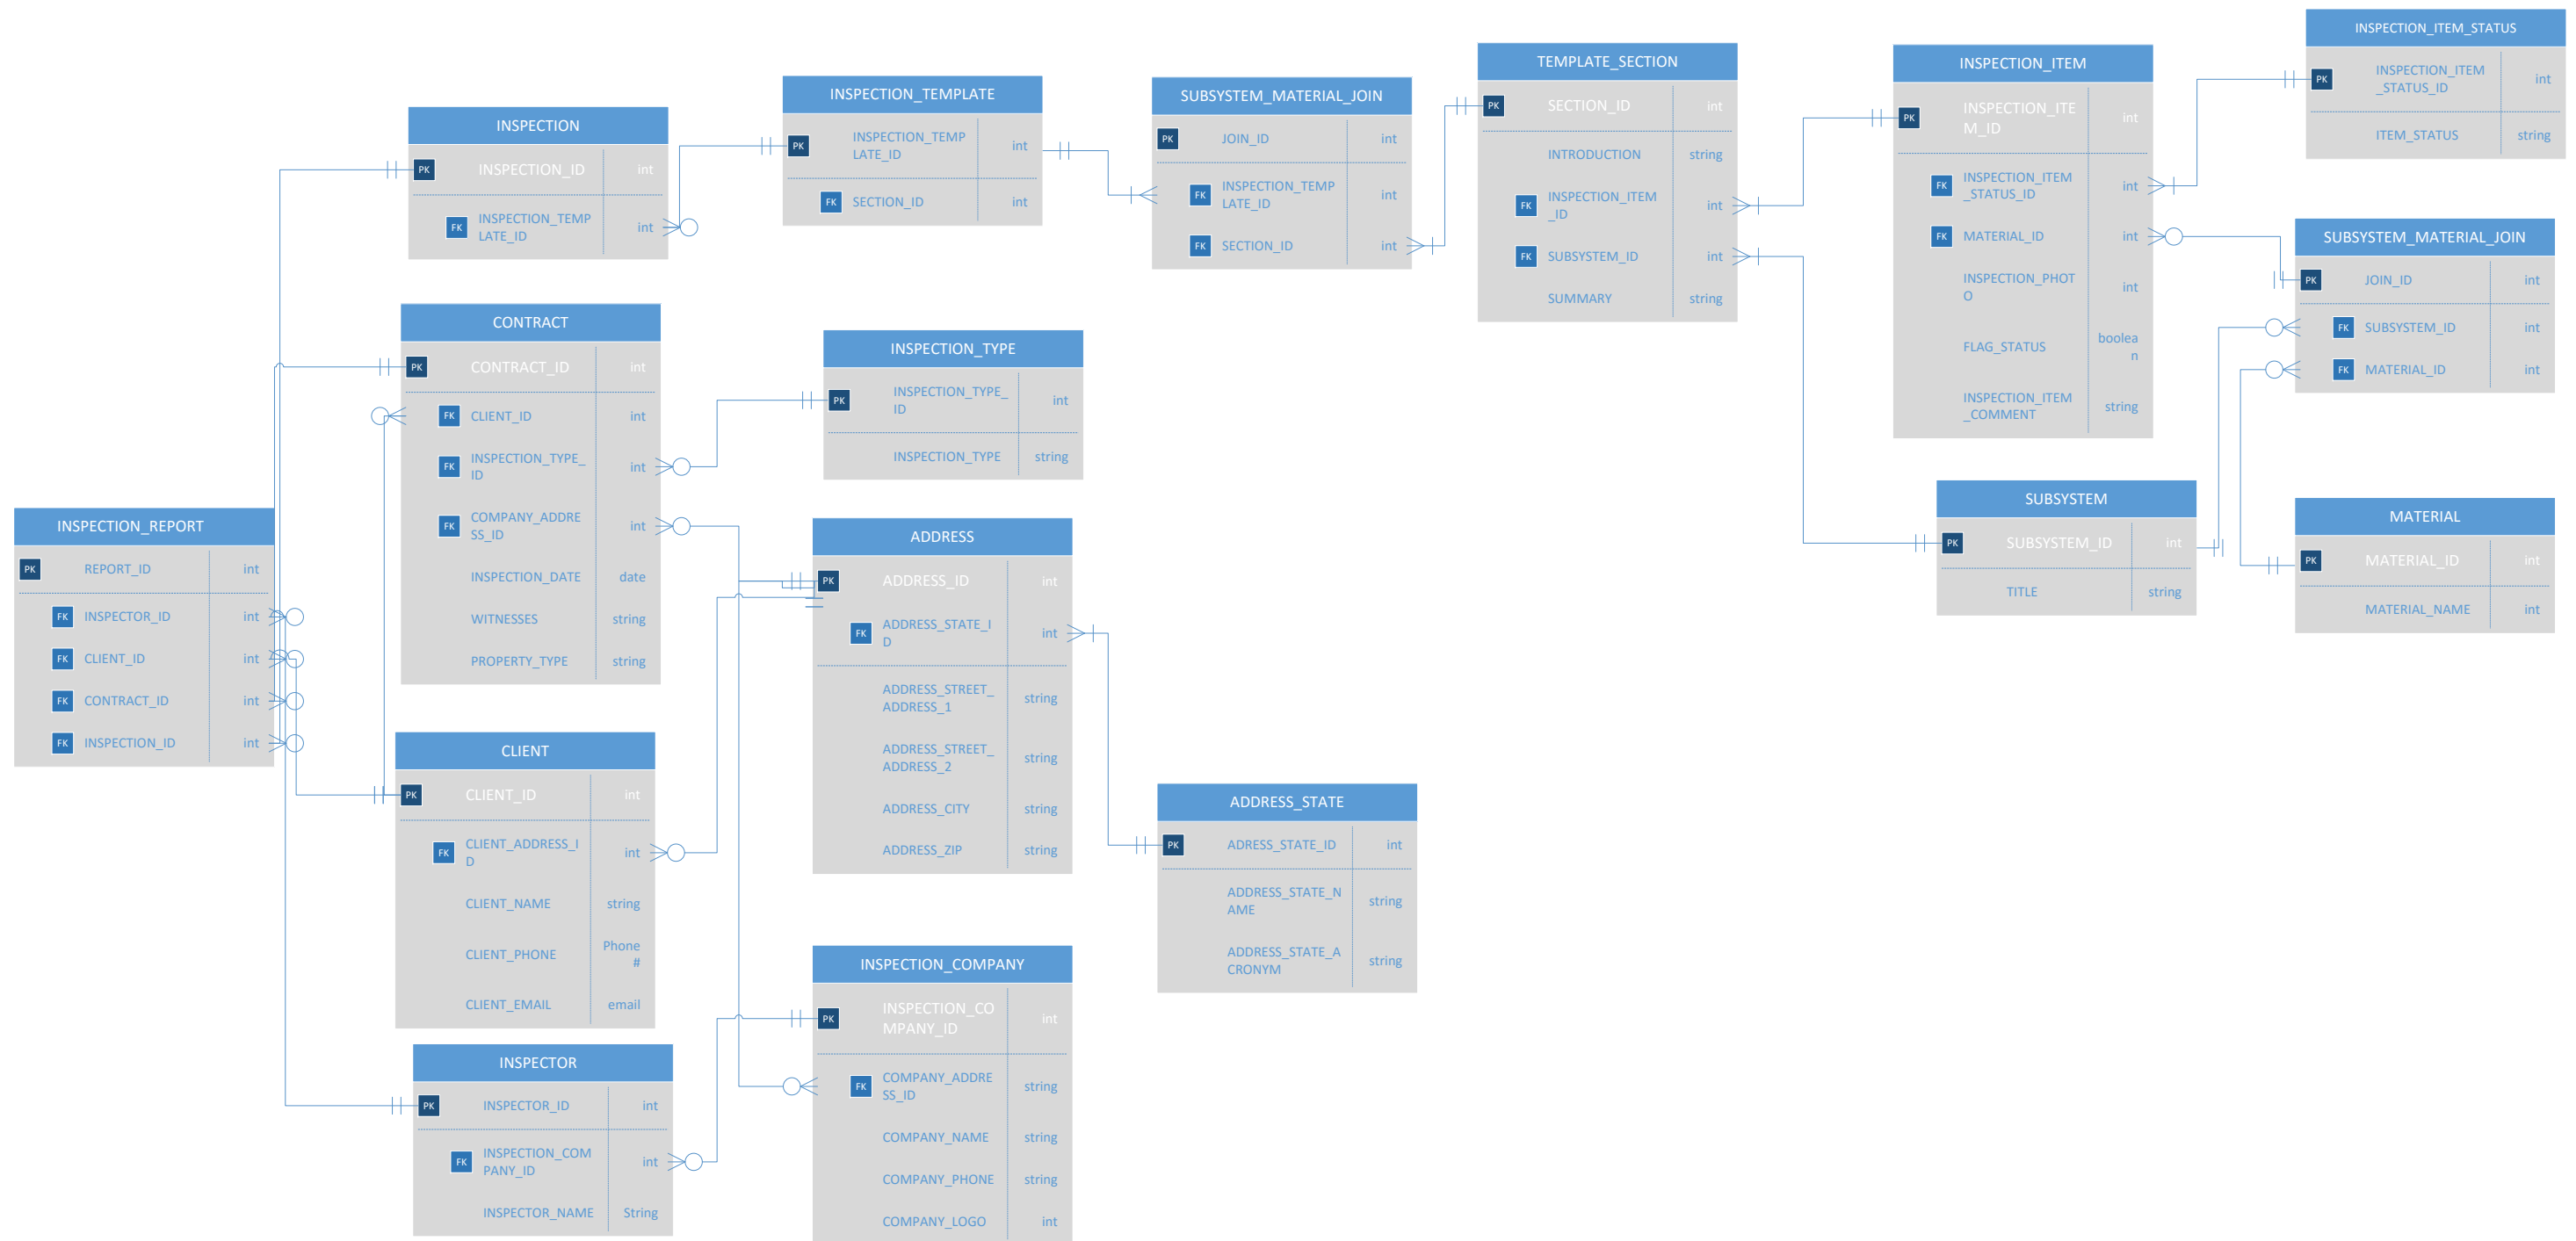 INSPECTION_REPORT
PK REPORT_ID int
FK INSPECTOR_ID int
FK CLIENT_ID int
FK CONTRACT_ID int
FK INSPECTION_ID int
INSPECTION
PK INSPECTION_ID int
FK INSPECTION_TEMP
LATE_ID int
CONTRACT
PK CONTRACT_ID int
FK CLIENT_ID int
FK INSPECTION_TYPE_
ID int
FK COMPANY_ADDRE
SS_ID int
INSPECTION_DATE date
WITNESSES string
PROPERTY_TYPE string
CLIENT
PK CLIENT_ID int
FK CLIENT_ADDRESS_I
D int
CLIENT_NAME string
CLIENT_PHONE Phone
#
CLIENT_EMAIL email
INSPECTOR
PK INSPECTOR_ID int
FK INSPECTION_COM
PANY_ID int
INSPECTOR_NAME String
INSPECTION_TEMPLATE
PK INSPECTION_TEMP
LATE_ID int
FK SECTION_ID int
INSPECTION_TYPE
PK INSPECTION_TYPE_
ID int
INSPECTION_TYPE string
ADDRESS
PK ADDRESS_ID int
FK ADDRESS_STATE_I
D int
ADDRESS_STREET_
ADDRESS_1 string
ADDRESS_STREET_
ADDRESS_2 string
ADDRESS_CITY string
ADDRESS_ZIP string
INSPECTION_COMPANY
PK INSPECTION_CO
MPANY_ID int
FK COMPANY_ADDRE
SS_ID string
COMPANY_NAME string
COMPANY_PHONE string
COMPANY_LOGO int
SUBSYSTEM_MATERIAL_JOIN
PK JOIN_ID int
FK INSPECTION_TEMP
LATE_ID int
FK SECTION_ID int
ADDRESS_STATE
PK ADRESS_STATE_ID int
ADDRESS_STATE_N
AME string
ADDRESS_STATE_A
CRONYM string
TEMPLATE_SECTION
PK SECTION_ID int
INTRODUCTION string
FK INSPECTION_ITEM
_ID int
FK SUBSYSTEM_ID int
SUMMARY string
INSPECTION_ITEM
PK INSPECTION_ITE
M_ID int
FK INSPECTION_ITEM
_STATUS_ID int
FK MATERIAL_ID int
INSPECTION_PHOT
O int
FLAG_STATUS boolea
n
INSPECTION_ITEM
_COMMENT string
SUBSYSTEM
PK SUBSYSTEM_ID int
TITLE string
INSPECTION_ITEM_STATUS
PK INSPECTION_ITEM
_STATUS_ID int
ITEM_STATUS string
SUBSYSTEM_MATERIAL_JOIN
PK JOIN_ID int
FK SUBSYSTEM_ID int
FK MATERIAL_ID int
MATERIAL
PK MATERIAL_ID int
MATERIAL_NAME int